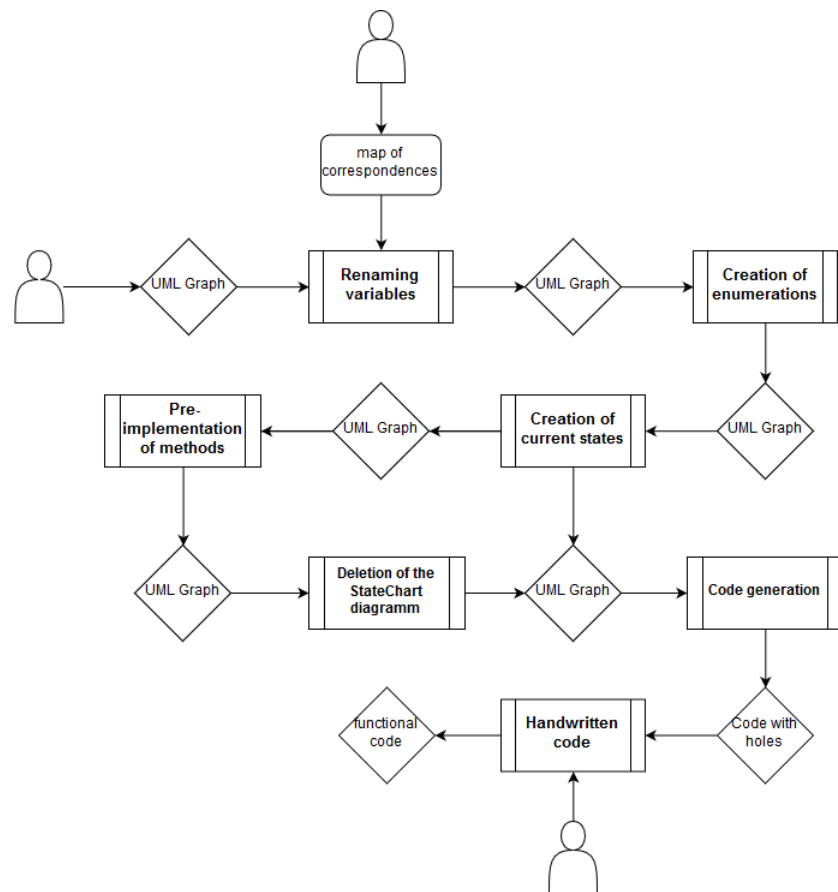 map of
correspondences
UML Graph
Renaming
variables
UML Graph
Creation of
enumerations
Pre-
implementation
of methods
UML Graph
Creation of
current states
UML Graph
UML Graph
Deletion of the
StateChart
diagramm
UML Graph
Code generation
functional
code
Handwritten
code
Code with
holes